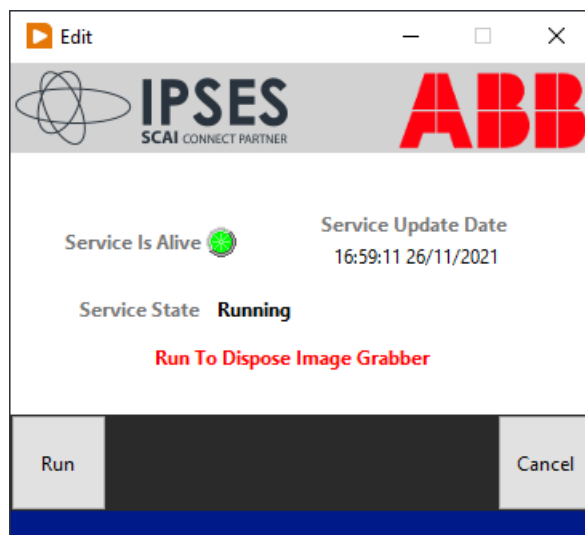 Edit
IPSES
SCAI CONNECT PARTNER
ABB
Service Update Date
Service Is Alive
16:59:11 26/11/2021
Service State Running
Run To Dispose Image Grabber
Run
Cancel